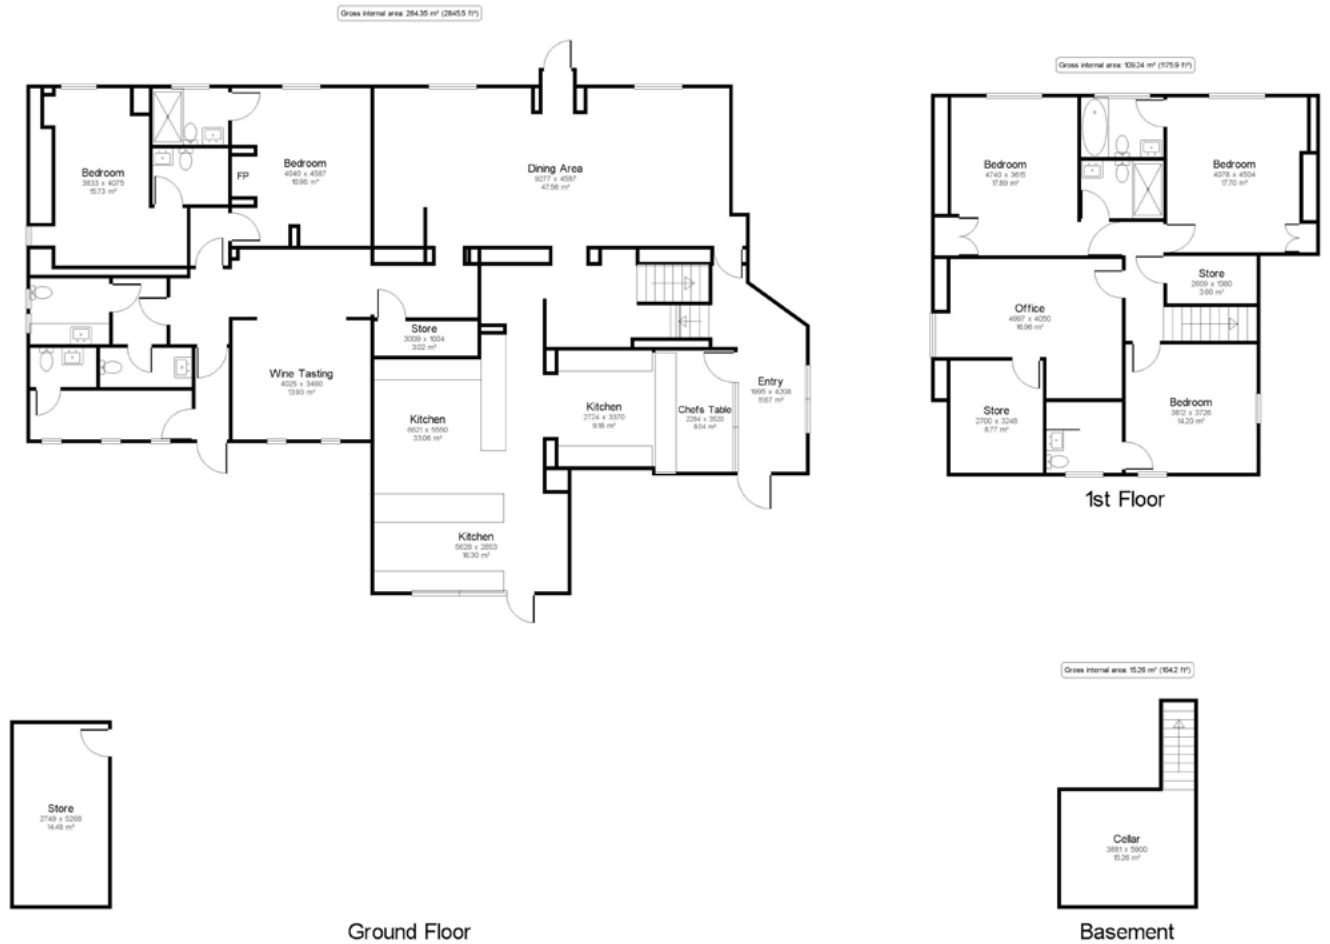 Gross internal area: 264.35 m² (2845.5 ft²)
Bedroom
3833 x 4075
15.73 m²
Bedroom
4040 x 4587
16.96 m²
FP
Dining Area
9277 x 4587
47.56 m²
Store
3009 x 1004
3.02 m²
Wine Tasting
4025 x 3460
13.93 m²
Kitchen
6621 x 5550
33.06 m²
Kitchen
2724 x 3370
9.18 m²
Chefs Table
2284 x 3520
8.04 m²
Entry
1995 x 4208
11.67 m²
Kitchen
5628 x 2853
16.30 m²
Store
2749 x 5268
14.48 m²
Ground Floor
Gross internal area: 109.24 m² (1175.9 ft²)
Bedroom
4740 x 3615
17.89 m²
Bedroom
4078 x 4504
17.70 m²
Store
2609 x 1380
3.60 m²
Office
4997 x 4050
16.96 m²
Store
2700 x 3248
8.77 m²
Bedroom
3812 x 3726
14.20 m²
1st Floor
Gross internal area: 15.26 m² (164.2 ft²)
Cellar
3881 x 5900
15.26 m²
Basement